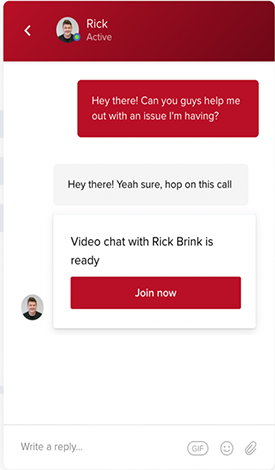 Rick
Active
Hey there! Can you guys help me
out with an issue I'm having?
Hey there! Yeah sure, hop on this call
Video chat with Rick Brink is
ready
Join now
Write a reply...
GIF